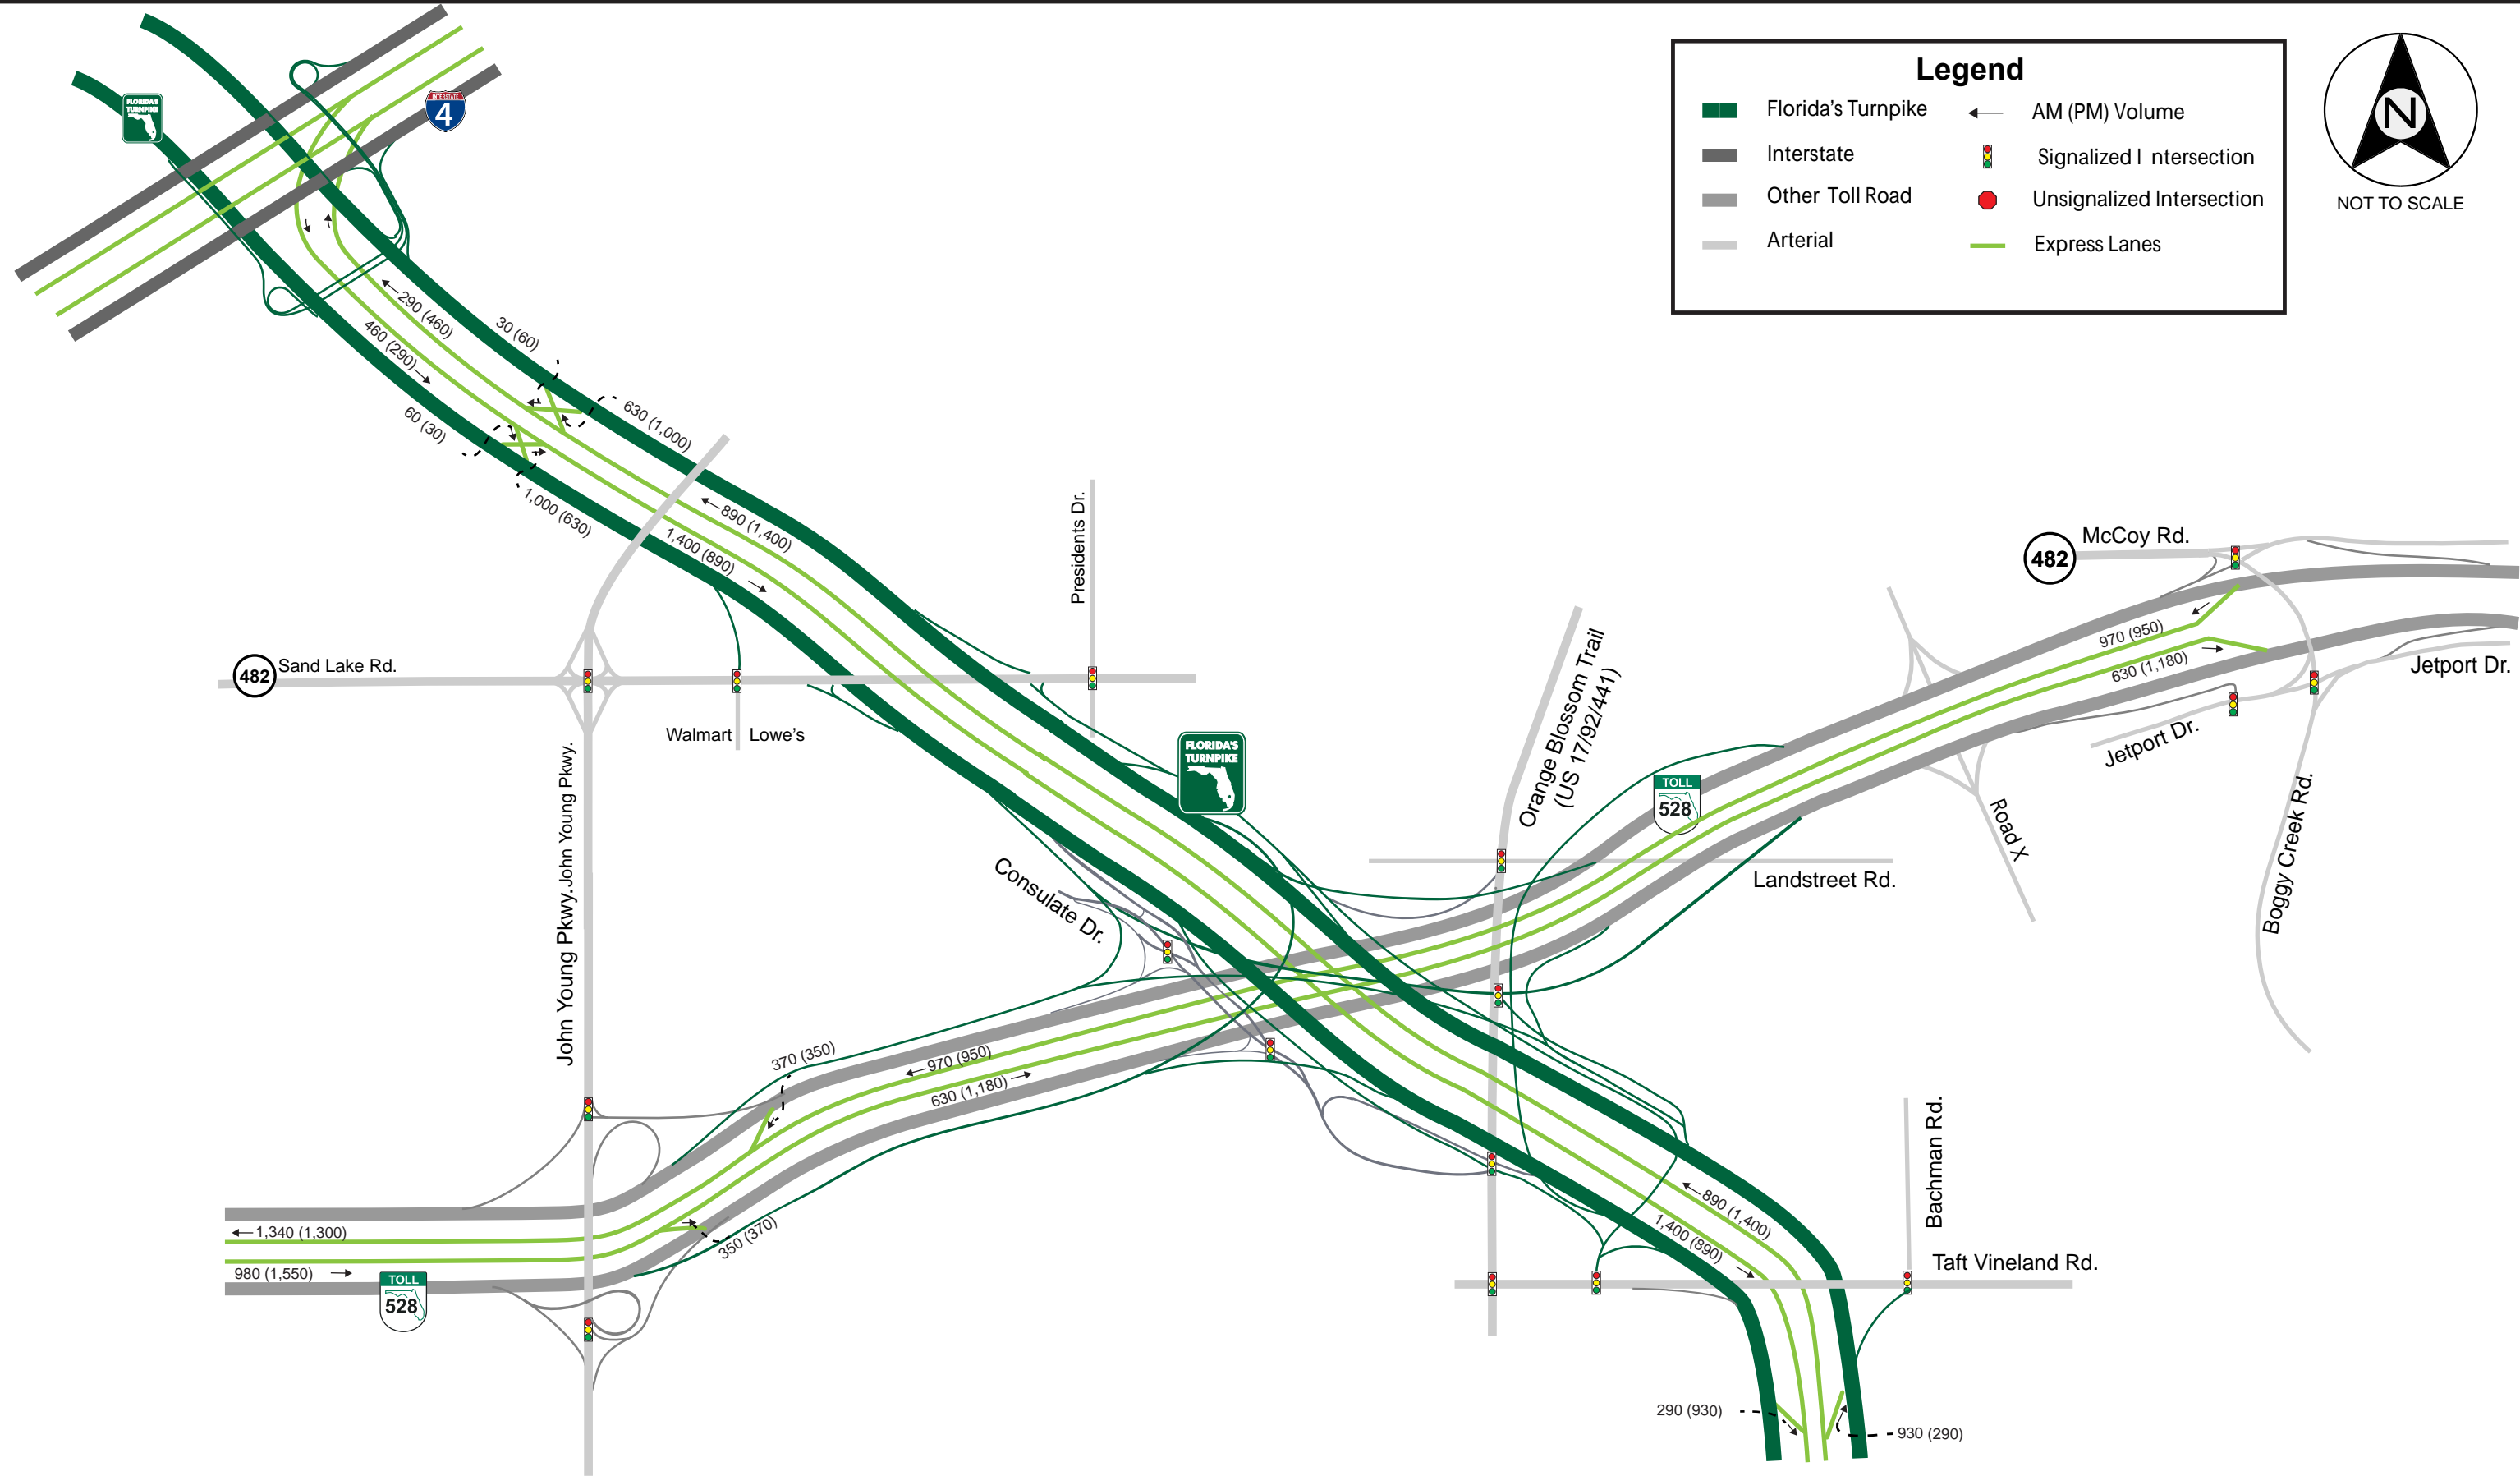 Legend
Florida's Turnpike
Interstate
Other Toll Road
Arterial
AM (PM) Volume
Signalized I ntersection
Unsignalized Intersection
Express Lanes
N
NOT TO SCALE
FLORIDA'S
TURNPIKE
INTERSTATE
4
290 (460)
460 (290)
30 (60)
60 (30)
630 (1,000)
1,000 (630)
890 (1,400)
1,400 (890)
Presidents Dr.
482
Sand Lake Rd.
Walmart
Lowe's
John Young Pkwy.
John Young Pkwy.
FLORIDA'S
TURNPIKE
Consulate Dr.
Orange Blossom Trail
(US 17/92/441)
TOLL
528
Landstreet Rd.
Road X
482
McCoy Rd.
970 (950)
630 (1,180)
Jetport Dr.
Jetport Dr.
Boggy Creek Rd.
370 (350)
970 (950)
630 (1,180)
350 (370)
1,340 (1,300)
980 (1,550)
TOLL
528
890 (1,400)
1,400 (890)
Bachman Rd.
Taft Vineland Rd.
290 (930)
930 (290)